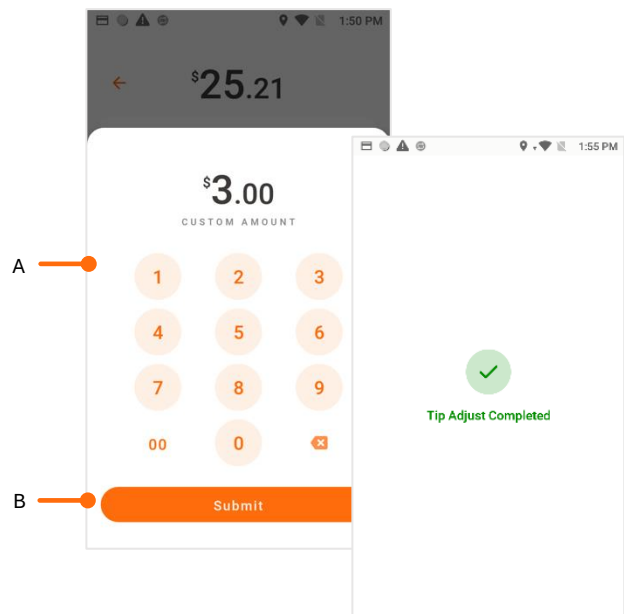 1:50 PM
$25.21
1:55 PM
$3.00
CUSTOM AMOUNT
A
1 2 3
4 5 6
7 8 9
Tip Adjust Completed
00 0
B
Submit